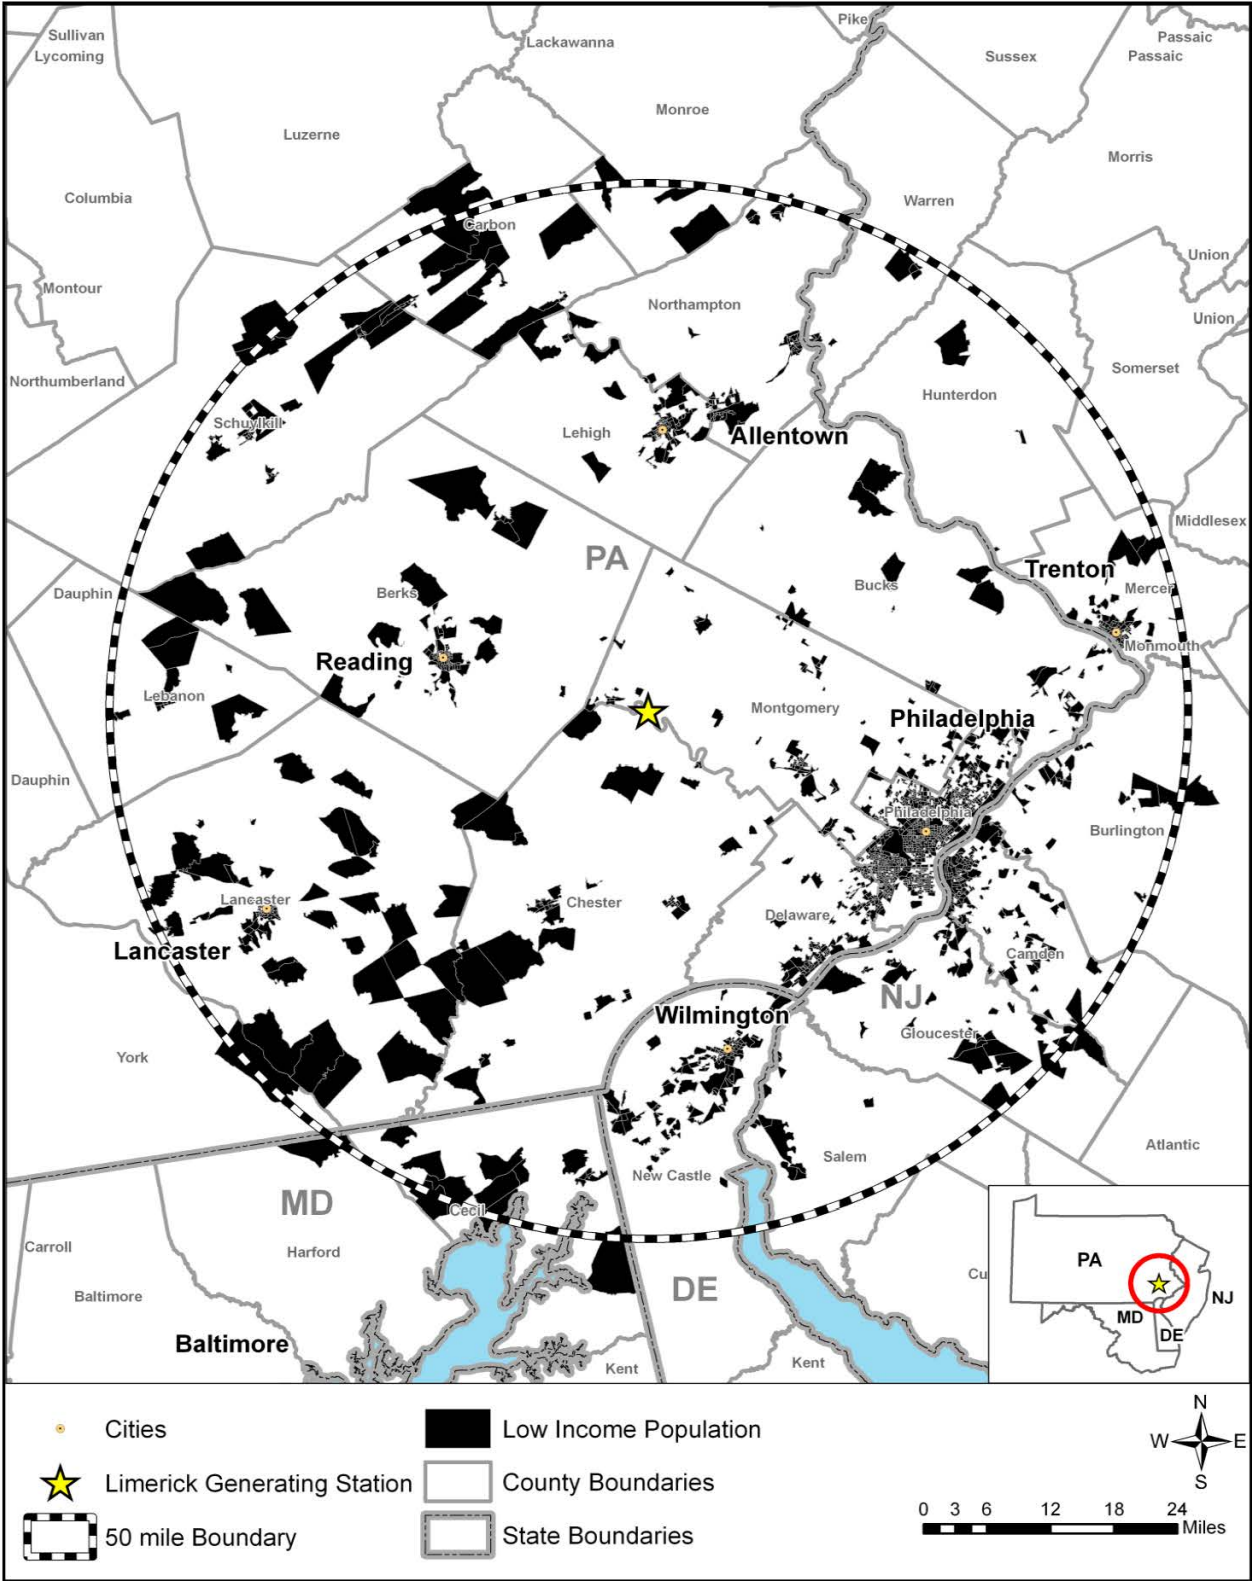 Pike
Sullivan
Lycoming
Lackawanna
Passaic
Passaic
Sussex
Monroe
Luzerne
Morris
Columbia
Warren
Carbon
Union
Montour
Northampton
Union
Northumberland
Somerset
Hunterdon
Schuylkill
Lehigh
Allentown
Middlesex
PA
Trenton
Dauphin
Berks
Bucks
Mercer
Monmouth
Reading
Lebanon
Montgomery
Philadelphia
Dauphin
Philadelphia
Burlington
Lancaster
Chester
Delaware
Lancaster
Camden
NJ
Wilmington
Gloucester
York
Atlantic
Salem
New Castle
MD
Cecil
Carroll
Harford
Cu
DE
Baltimore
Baltimore
Kent
Kent
PA
NJ
MD
DE
Cities
Limerick Generating Station
50 mile Boundary
Low Income Population
County Boundaries
State Boundaries
N
W E
S
0 3 6 12 18 24
Miles